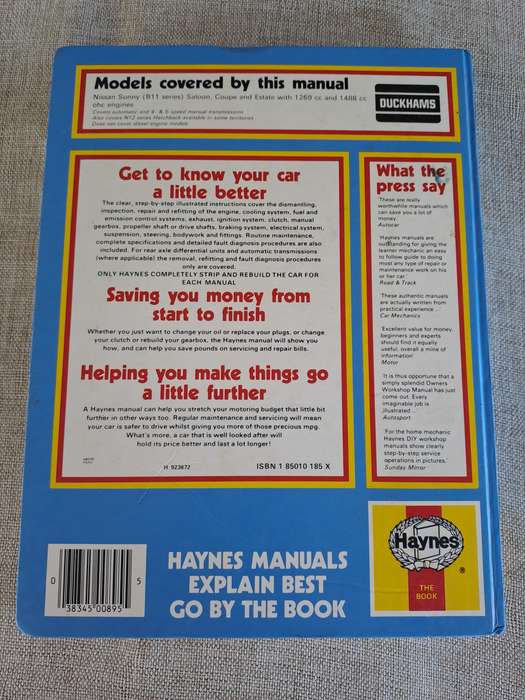 Models covered by this manual
Nissan Sunny (B11 series) Saloon, Coupe and Estate with 1269 cc and 1488 cc
ohc engines
Covers automatic and 4- & 5-speed manual transmissions
Also covers N12 series Hatchback available in some territories
Does not cover diesel engine models
DUCKHAMS
Get to know your car
a little better
The clear, step-by-step illustrated instructions cover the dismantling,
inspection, repair and refitting of the engine, cooling system, fuel and
emission control systems, exhaust, ignition system, clutch, manual
gearbox, propeller shaft or drive shafts, braking system, electrical system,
suspension, steering, bodywork and fittings. Routine maintenance,
complete specifications and detailed fault diagnosis procedures are also
included. For rear axle differential units and automatic transmissions
(where applicable) the removal, refitting and fault diagnosis procedures
only are covered.
ONLY HAYNES COMPLETELY STRIP AND REBUILD THE CAR FOR
EACH MANUAL
Saving you money from
start to finish
Whether you just want to change your oil or replace your plugs, or change
your clutch or rebuild your gearbox, the Haynes manual will show you
how, and can help you save pounds on servicing and repair bills.
Helping you make things go
a little further
A Haynes manual can help you stretch your motoring budget that little bit
further in other ways too. Regular maintenance and servicing will mean
your car is safer to drive whilst giving you more of those precious mpg.
What's more, a car that is well looked after will
hold its price better and last a lot longer!
H. 923872
ISBN 1 85010 185 X
What the
press say
'These are really
worthwhile manuals which
can save you a lot of
money
Autocar
'Haynes manuals are
outstanding for giving the
learner mechanic an easy
to follow guide to doing
most any type of repair or
maintenance work on his
or her car'
Road & Track
'These authentic manuals
are actually written from
practical experience ...'
Car Mechanics
'Excellent value for money,
beginners and experts
should find it equally
useful, overall a mine of
information'
Motor
'It is thus opportune that a
simply splendid Owners
Workshop Manual has just
come out. Every
imaginable job is
illustrated ...'
Autosport
'For the home mechanic
Haynes DIY workshop
manuals show clearly
step-by-step service
operations in pictures.'
Sunday Mirror
0
38345 00895
5
HAYNES MANUALS
EXPLAIN BEST
GO BY THE BOOK
Haynes
®
THE
BOOK